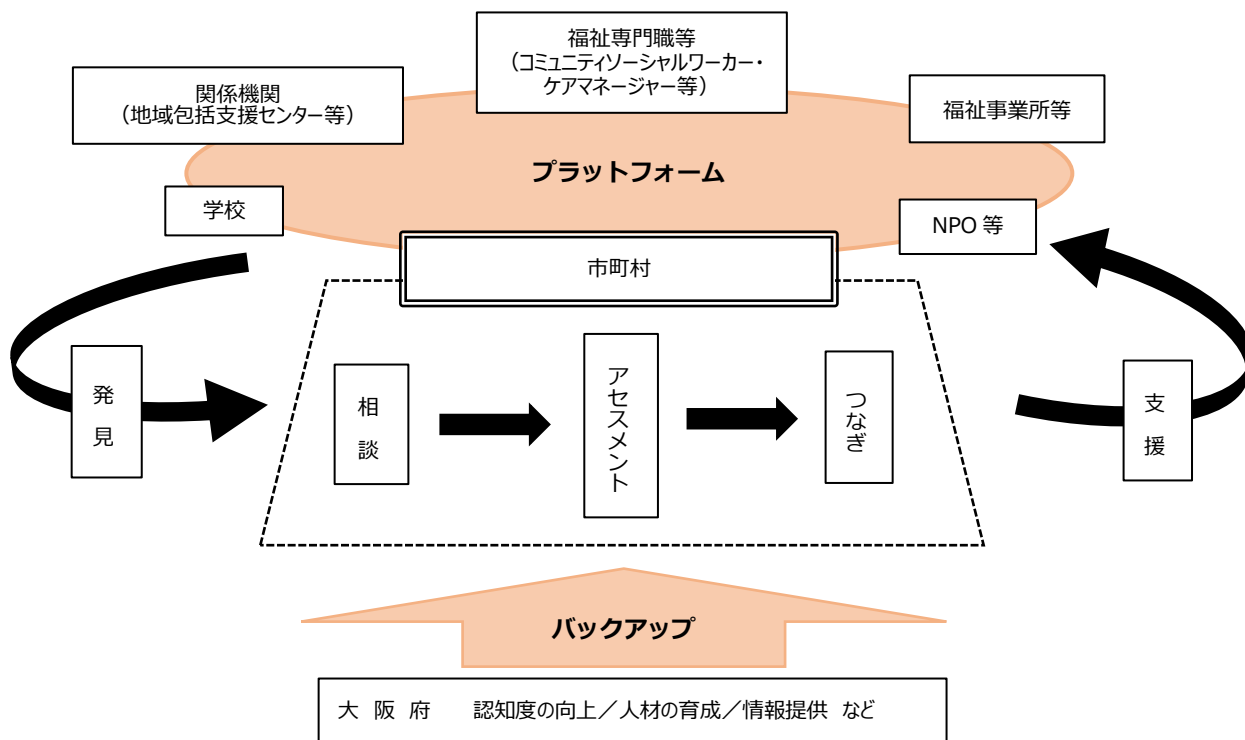 福祉専門職等
（コミュニティソーシャルワーカー・
ケアマネージャー等）
関係機関
（地域包括支援センター等）
福祉事業所等
プラットフォーム
学校
NPO 等
市町村
発見
相談
アセスメント
つなぎ
支援
バックアップ
大 阪 府　認知度の向上／人材の育成／情報提供 など